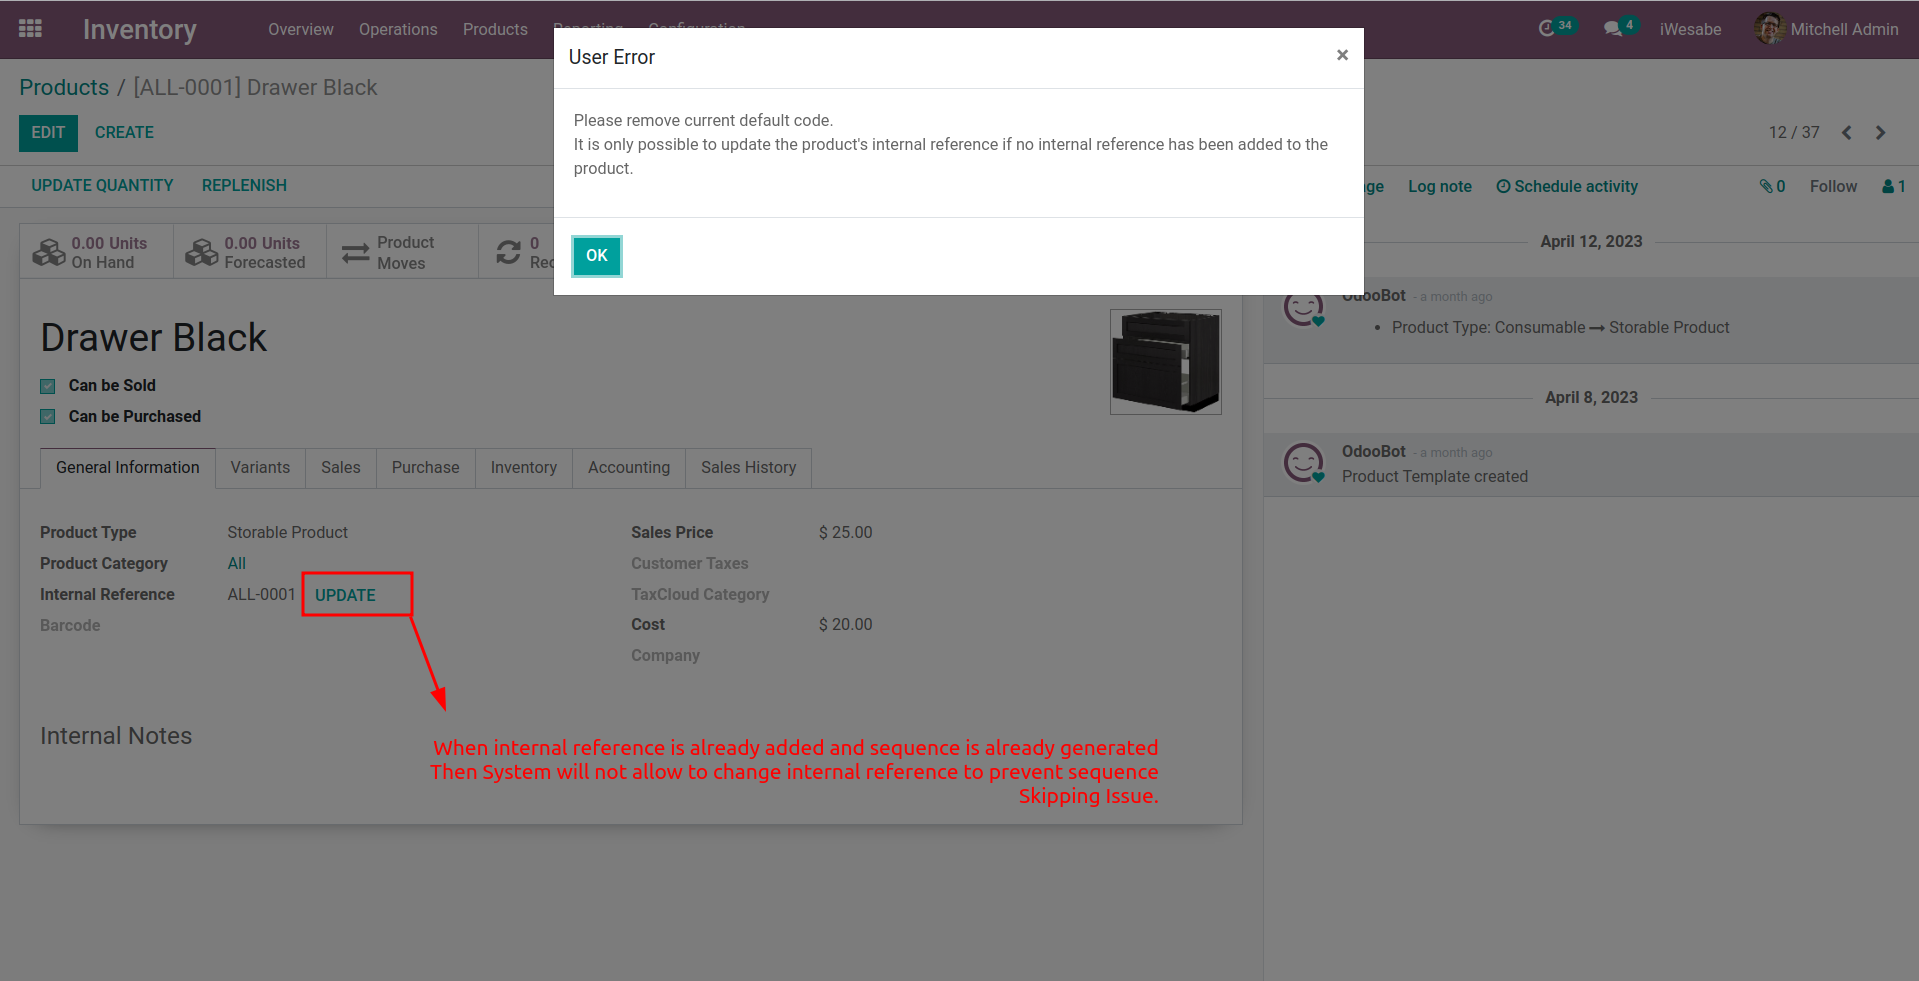 Inventory
Overview
Operations
Products
Reporting
Configuration
34
4
iWesabe
Mitchell Admin
User Error
×
Products / [ALL-0001] Drawer Black
EDIT
CREATE
12 / 37
Please remove current default code.
It is only possible to update the product's internal reference if no internal reference has been added to the
product.
UPDATE QUANTITY
REPLENISH
Log note
Schedule activity
0
Follow
1
OK
0.00 Units
On Hand
0.00 Units
Forecasted
Product
Moves
0
April 12, 2023
OdooBot - a month ago
• Product Type: Consumable → Storable Product
Drawer Black
Can be Sold
Can be Purchased
April 8, 2023
OdooBot - a month ago
Product Template created
General Information
Variants
Sales
Purchase
Inventory
Accounting
Sales History
Product Type
Storable Product
Sales Price
$ 25.00
Product Category
All
Customer Taxes
Internal Reference
ALL-0001
UPDATE
TaxCloud Category
Barcode
Cost
$ 20.00
Company
Internal Notes
When internal reference is already added and sequence is already generated
Then System will not allow to change internal reference to prevent sequence
Skipping Issue.